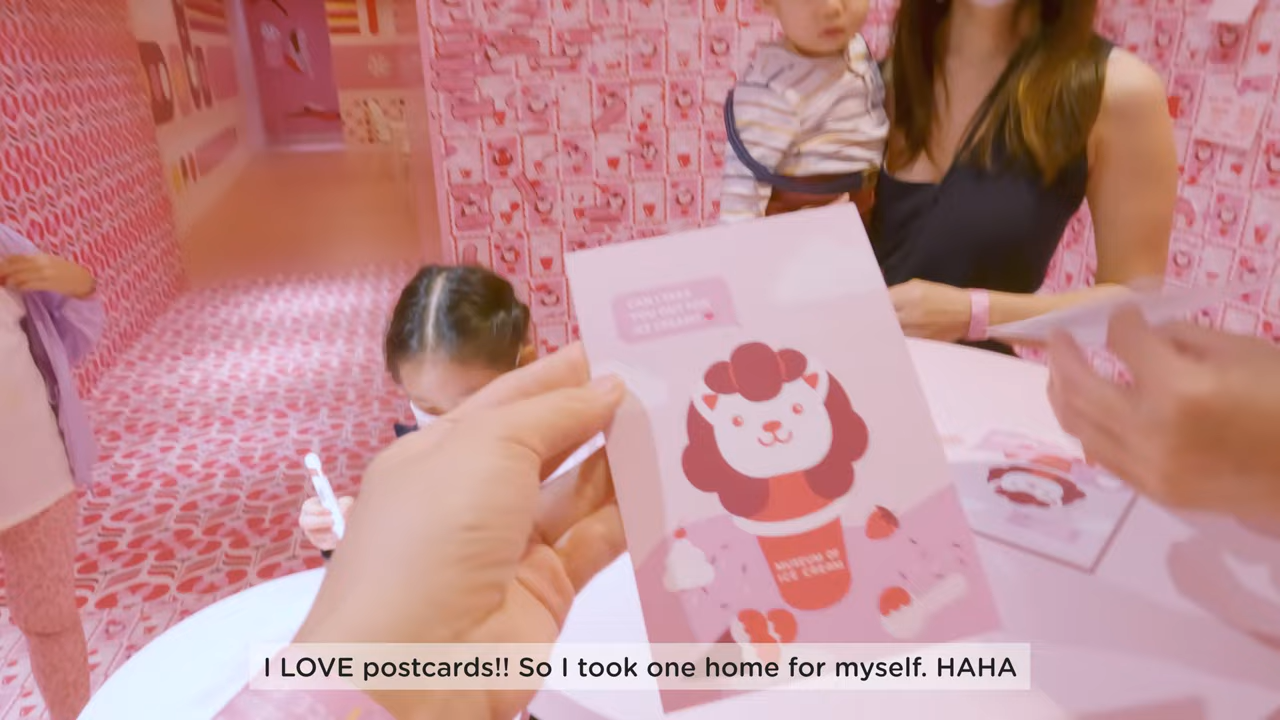 CAN I TAKE
YOU OUT FOR
ICE CREAM?
MUSEUM OF
ICE CREAM
I LOVE postcards!! So I took one home for myself. HAHA